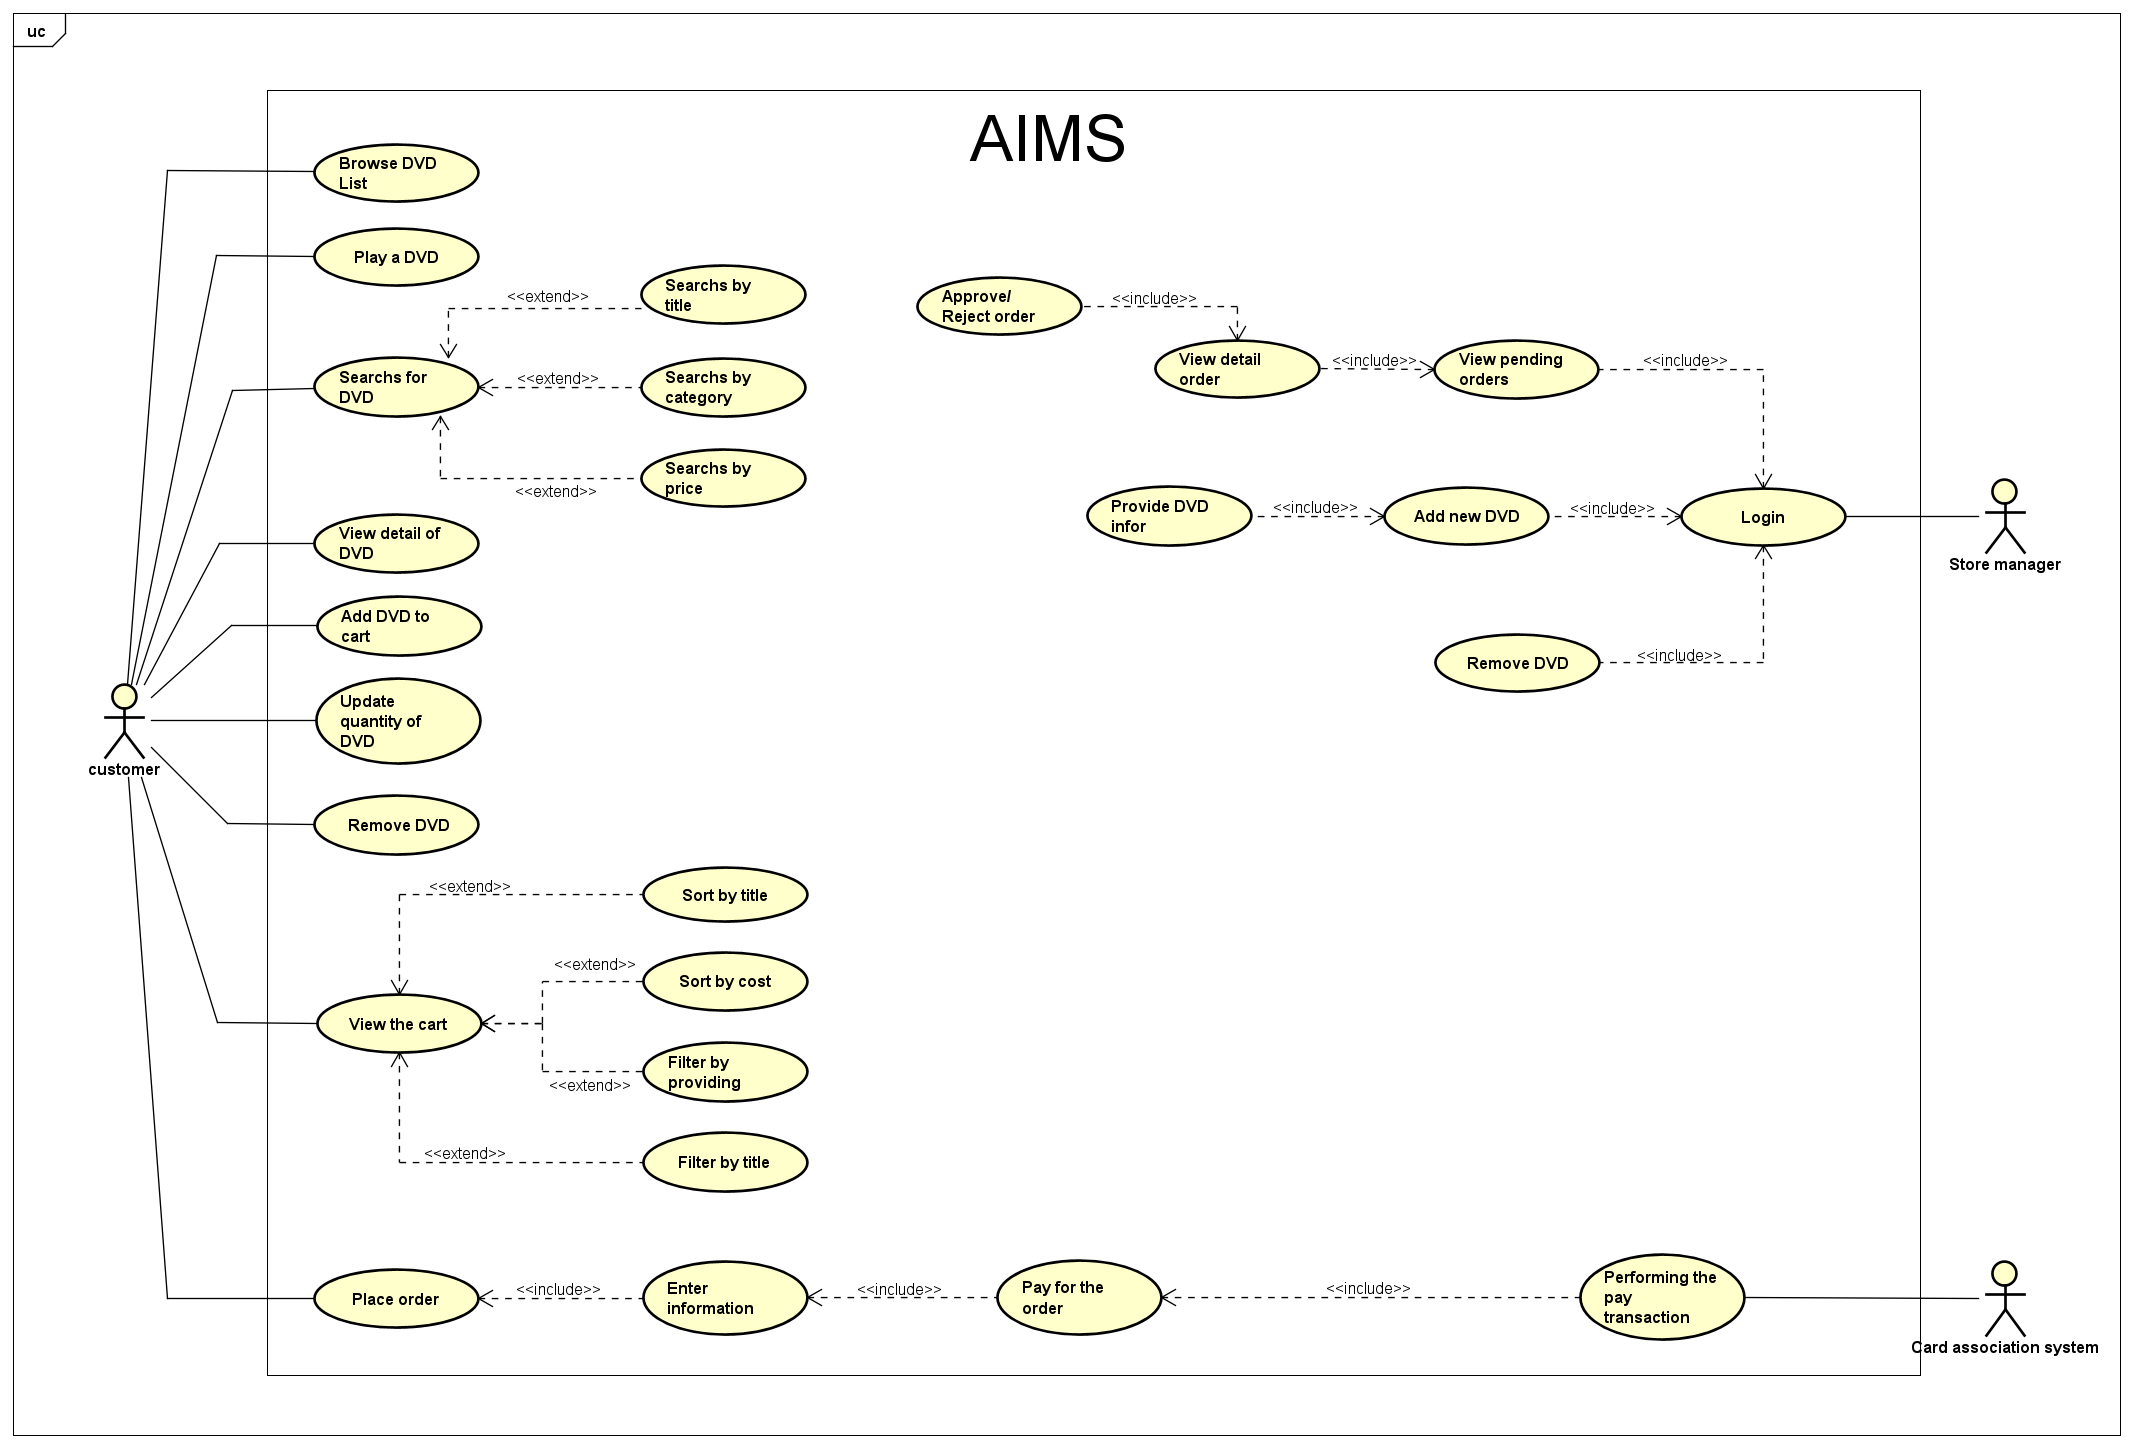 uc
AIMS
Browse DVD
List
Play a DVD
<<extend>>
Searchs by
title
Searchs for
DVD
<<extend>>
Searchs by
category
<<extend>>
Searchs by
price
Approve/
Reject order
<<include>>
View detail
order
<<include>>
View pending
orders
<<include>>
Provide DVD
infor
<<include>>
Add new DVD
<<include>>
Login
Store manager
Remove DVD
<<include>>
View detail of
DVD
Add DVD to
cart
Update
quantity of
DVD
customer
Remove DVD
<<extend>>
Sort by title
<<extend>>
Sort by cost
View the cart
<<extend>>
Filter by
providing
<<extend>>
Filter by title
Place order
<<include>>
Enter
information
<<include>>
Pay for the
order
<<include>>
Performing the
pay
transaction
Card association system